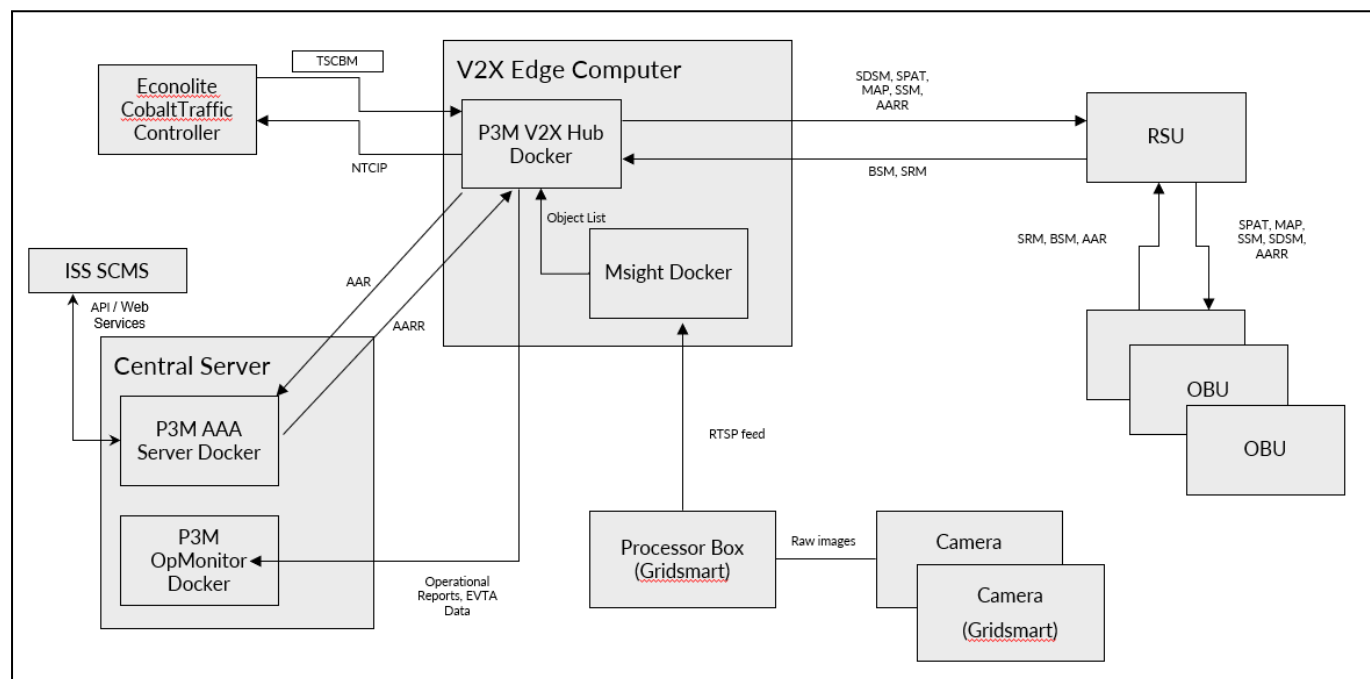 TSCBM
Econolite
CobaltTraffic
Controller
NTCIP
V2X Edge Computer
P3M V2X Hub
Docker
Object List
Msight Docker
SDSM, SPAT,
MAP, SSM,
AARR
BSM, SRM
RSU
SRM, BSM, AAR
SPAT, MAP,
SSM, SDSM,
AARR
OBU
OBU
ISS SCMS
API / Web
Services
AAR
AARR
Central Server
P3M AAA
Server Docker
P3M
OpMonitor
Docker
Operational
Reports, EVTA
Data
RTSP feed
Processor Box
(Gridsmart)
Raw images
Camera
Camera
(Gridsmart)